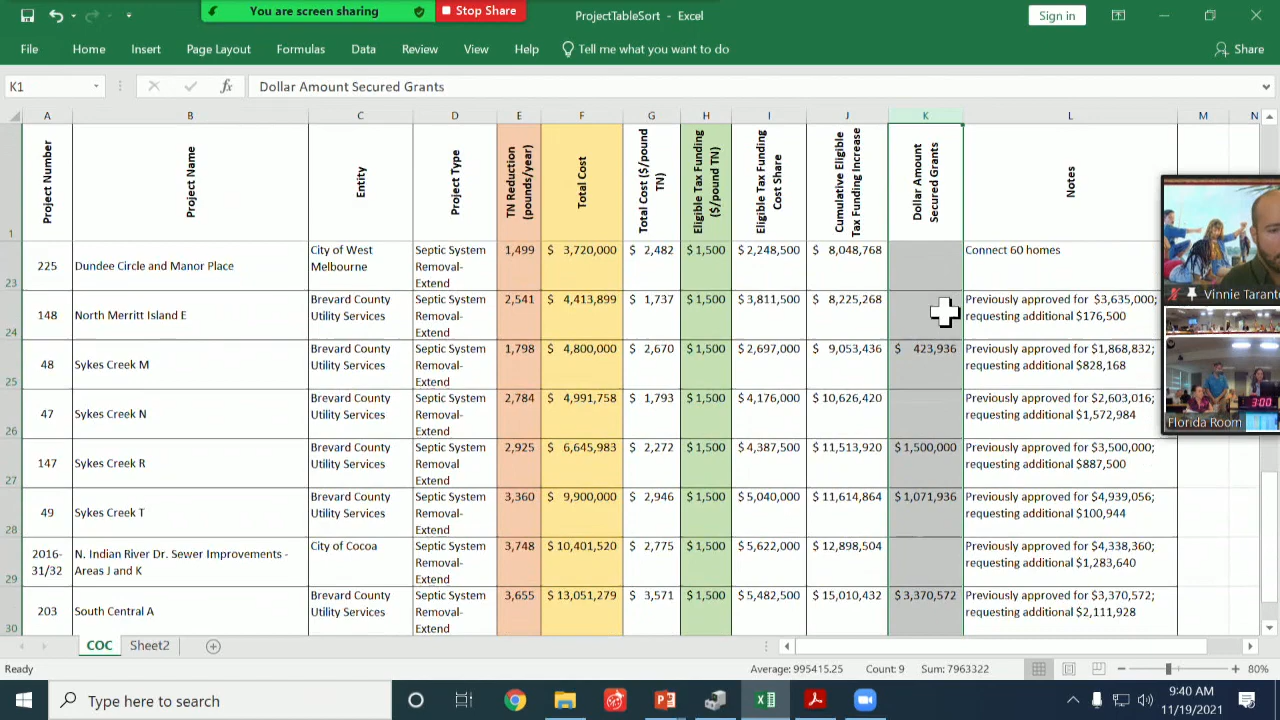 You are screen sharing
Stop Share
ProjectTableSort - Excel
Sign in
File Home Insert Page Layout Formulas Data Review View Help Tell me what you want to do Share
K1 fx Dollar Amount Secured Grants
A B C D E F G H I J K L M N
1 Project Number Project Name Entity Project Type TN Reduction (pounds/year) Total Cost Total Cost ($/pound TN) Eligible Tax Funding ($/pound TN) Eligible Tax Funding Cost Share Cumulative Eligible Tax Funding Increase Dollar Amount Secured Grants Notes
23 225 Dundee Circle and Manor Place City of West Melbourne Septic System Removal-Extend 1,499 $ 3,720,000 $ 2,482 $ 1,500 $ 2,248,500 $ 8,048,768 Connect 60 homes
24 148 North Merritt Island E Brevard County Utility Services Septic System Removal-Extend 2,541 $ 4,413,899 $ 1,737 $ 1,500 $ 3,811,500 $ 8,225,268 Previously approved for $3,635,000; requesting additional $176,500
25 48 Sykes Creek M Brevard County Utility Services Septic System Removal-Extend 1,798 $ 4,800,000 $ 2,670 $ 1,500 $ 2,697,000 $ 9,053,436 $ 423,936 Previously approved for $1,868,832; requesting additional $828,168
26 47 Sykes Creek N Brevard County Utility Services Septic System Removal-Extend 2,784 $ 4,991,758 $ 1,793 $ 1,500 $ 4,176,000 $ 10,626,420 Previously approved for $2,603,016; requesting additional $1,572,984
27 147 Sykes Creek R Brevard County Utility Services Septic System Removal Extend 2,925 $ 6,645,983 $ 2,272 $ 1,500 $ 4,387,500 $ 11,513,920 $ 1,500,000 Previously approved for $3,500,000; requesting additional $887,500
28 49 Sykes Creek T Brevard County Utility Services Septic System Removal-Extend 3,360 $ 9,900,000 $ 2,946 $ 1,500 $ 5,040,000 $ 11,614,864 $ 1,071,936 Previously approved for $4,939,056; requesting additional $100,944
29 2016-31/32 N. Indian River Dr. Sewer Improvements - Areas J and K City of Cocoa Septic System Removal-Extend 3,748 $ 10,401,520 $ 2,775 $ 1,500 $ 5,622,000 $ 12,898,504 Previously approved for $4,338,360; requesting additional $1,283,640
30 203 South Central A Brevard County Utility Services Septic System Removal-Extend 3,655 $ 13,051,279 $ 3,571 $ 1,500 $ 5,482,500 $ 15,010,432 $ 3,370,572 Previously approved for $3,370,572; requesting additional $2,111,928
Vinnie Tarant
3:00
Florida Room
COC Sheet2
Ready Average: 995415.25 Count: 9 Sum: 7963322 80%
Type here to search
9:40 AM
11/19/2021